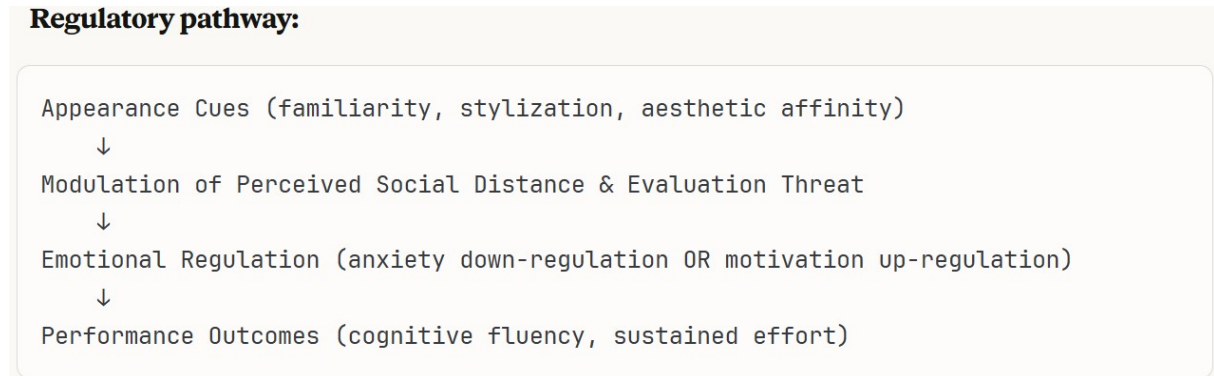 Regulatory pathway:
Appearance Cues (familiarity, stylization, aesthetic affinity)
↓
Modulation of Perceived Social Distance & Evaluation Threat
↓
Emotional Regulation (anxiety down-regulation OR motivation up-regulation)
↓
Performance Outcomes (cognitive fluency, sustained effort)